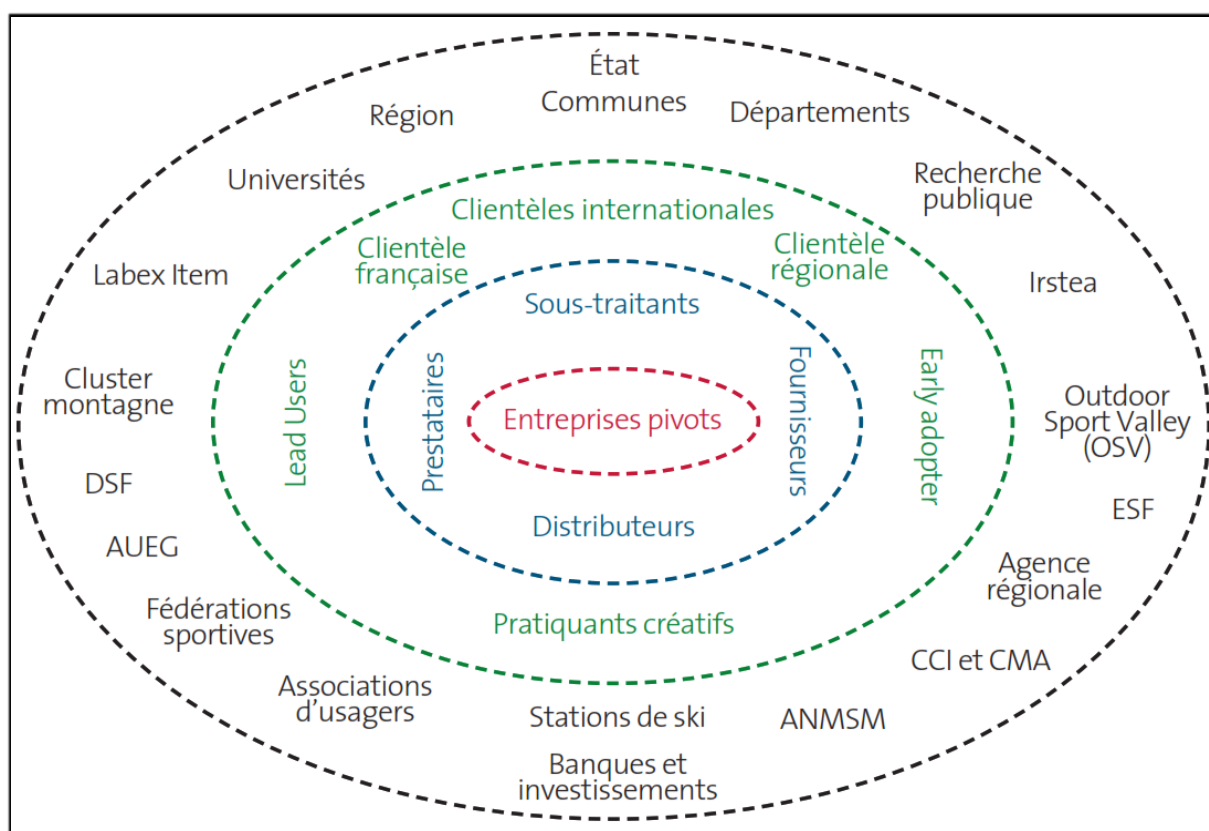 État
Communes
Région
Départements
Universités
Recherche
publique
Clientèles internationales
Clientèle
française
Clientèle
régionale
Labex Item
Irstea
Sous-traitants
Cluster
montagne
Lead Users
Prestataires
Entreprises pivots
Fournisseurs
Early adopter
Outdoor
Sport Valley
(OSV)
DSF
ESF
Distributeurs
AUEG
Agence
régionale
Fédérations
sportives
Pratiquants créatifs
CCI et CMA
Associations
d'usagers
Stations de ski
ANMSM
Banques et
investissements